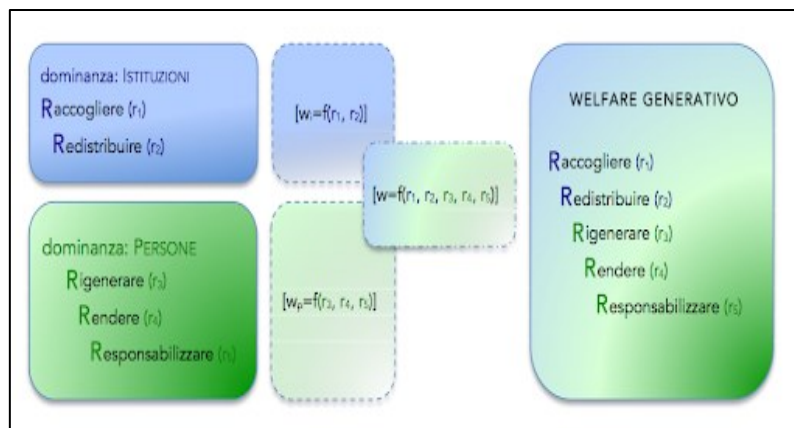 dominanza: ISTITUZIONI
Raccogliere (r₁)
Redistribuire (r₂)
[wᵢ=f(r₁, r₂)]
dominanza: PERSONE
Rigenerare (r₃)
Rendere (r₄)
Responsabilizzare (r₅)
[wₚ=f(r₃, r₄, r₅)]
[w=f(r₁, r₂, r₃, r₄, r₅)]
WELFARE GENERATIVO
Raccogliere (r₁)
Redistribuire (r₂)
Rigenerare (r₃)
Rendere (r₄)
Responsabilizzare (r₅)